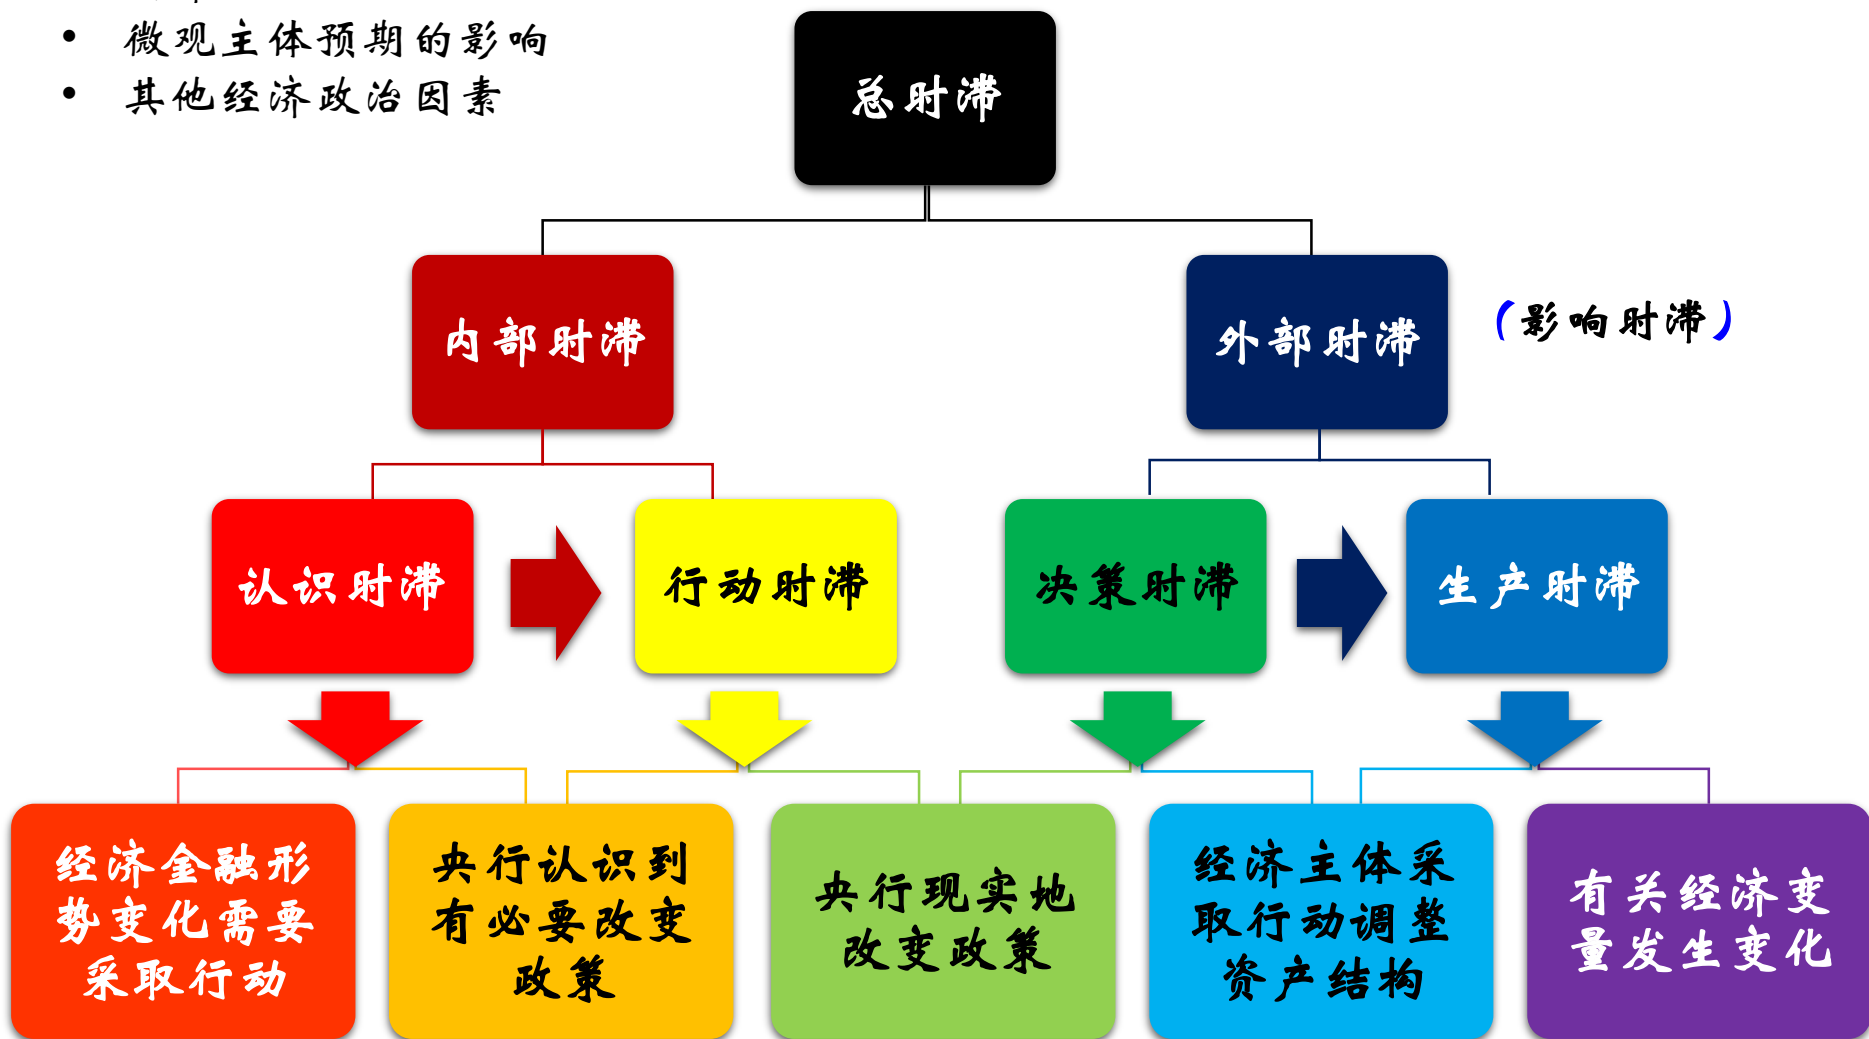 微观主体预期的影响
其他经济政治因素
总时滞
内部时滞
外部时滞
(影响时滞)
认识时滞
行动时滞
决策时滞
生产时滞
经济金融形
势变化需要
采取行动
央行认识到
有必要改变
政策
央行现实地
改变政策
经济主体采
取行动调整
资产结构
有关经济变
量发生变化